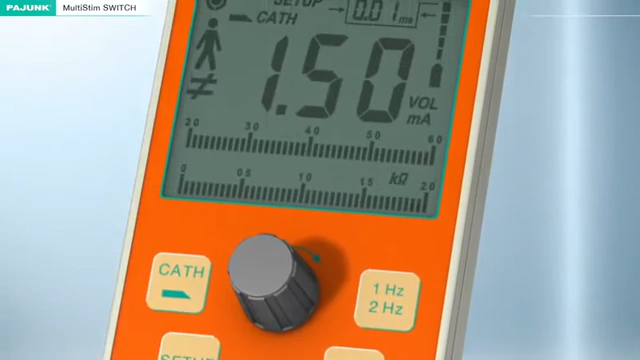 PAJUNK® MultiStim SWITCH
SETUP 0.01 ms
CATH
1.50
VOL
mA
20 30 40 50 60
0 0.5 1.0 1.5 2.0
kΩ
CATH
1 Hz
2 Hz
SETUP